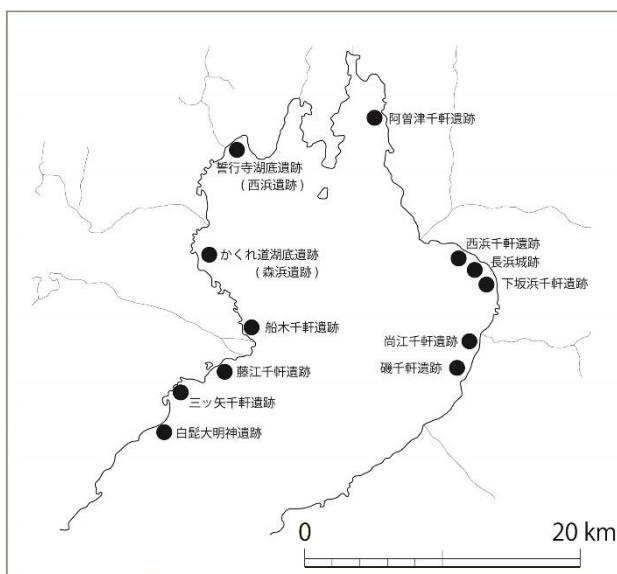 阿曽津千軒遺跡
誓行寺湖底遺跡
(西浜遺跡)
西浜千軒遺跡
かくれ道湖底遺跡
(森浜遺跡)
長浜城跡
下坂浜千軒遺跡
船木千軒遺跡
尚江千軒遺跡
磯千軒遺跡
藤江千軒遺跡
三ッ矢千軒遺跡
白髭大明神遺跡
0 20 km